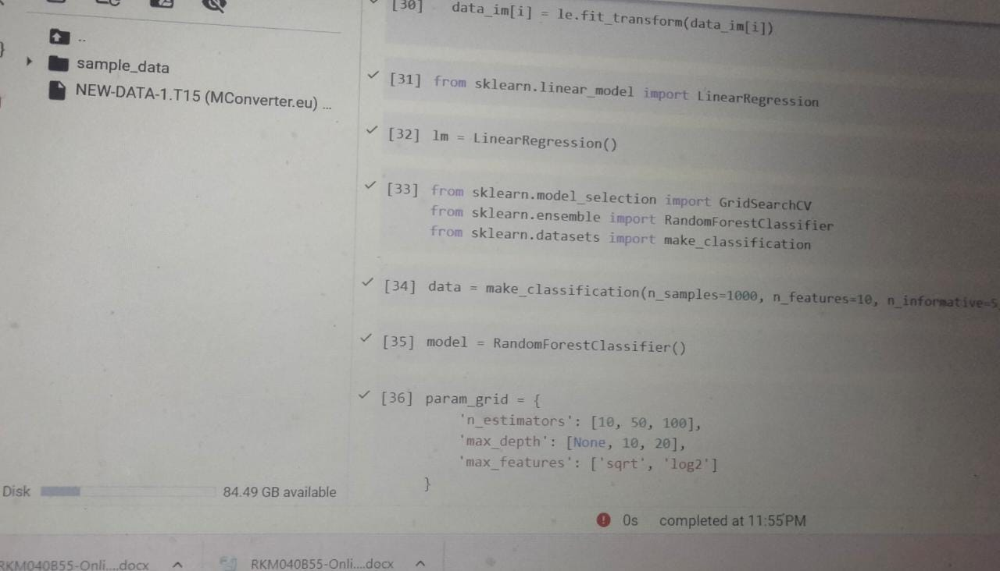 ..
sample_data
NEW-DATA-1.T15 (MConverter.eu) ...
Disk 84.49 GB available
[30] data_im[i] = le.fit_transform(data_im[i])
[31] from sklearn.linear_model import LinearRegression
[32] lm = LinearRegression()
[33] from sklearn.model_selection import GridSearchCV
from sklearn.ensemble import RandomForestClassifier
from sklearn.datasets import make_classification
[34] data = make_classification(n_samples=1000, n_features=10, n_informative=5
[35] model = RandomForestClassifier()
[36] param_grid = {
'n_estimators': [10, 50, 100],
'max_depth': [None, 10, 20],
'max_features': ['sqrt', 'log2']
}
0s completed at 11:55 PM
RKM040B55-Onli....docx
RKM040B55-Onli....docx